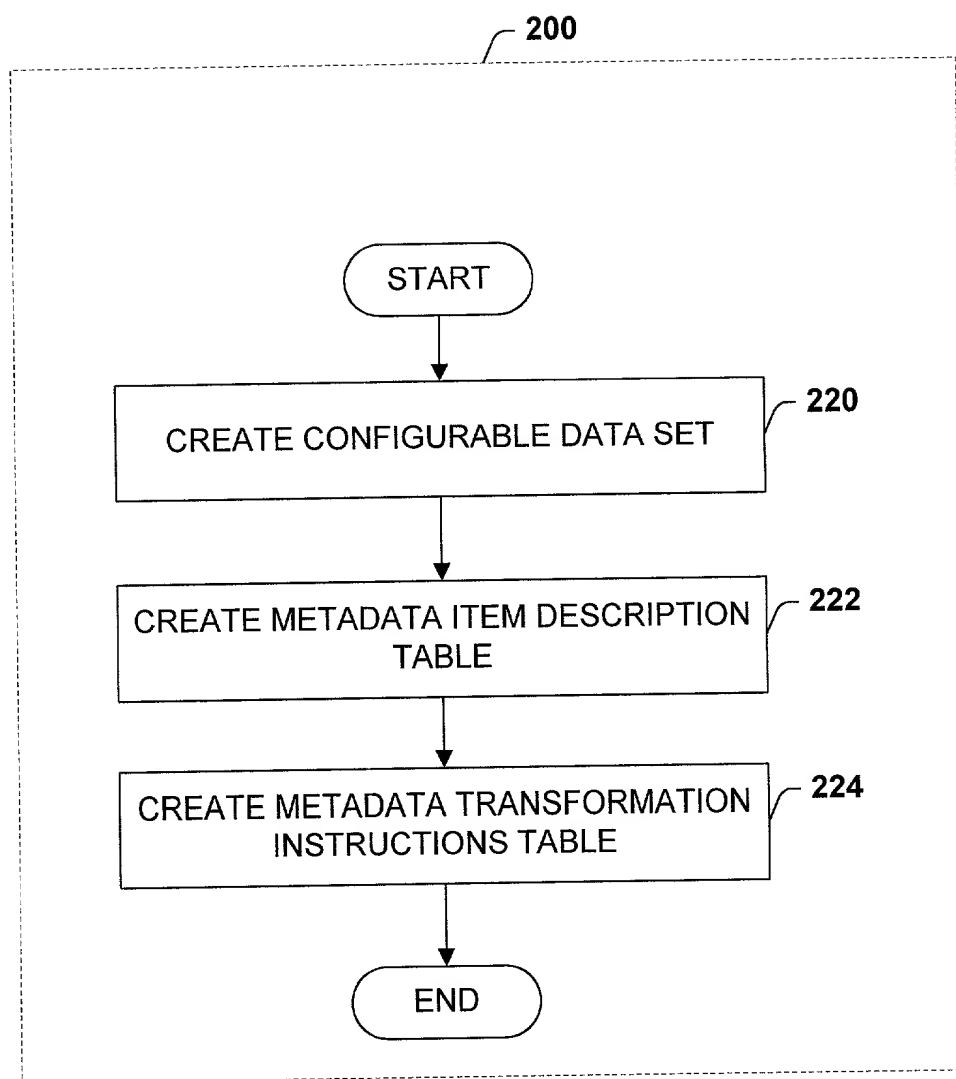 200
START
CREATE CONFIGURABLE DATA SET
220
CREATE METADATA ITEM DESCRIPTION
TABLE
222
CREATE METADATA TRANSFORMATION
INSTRUCTIONS TABLE
224
END